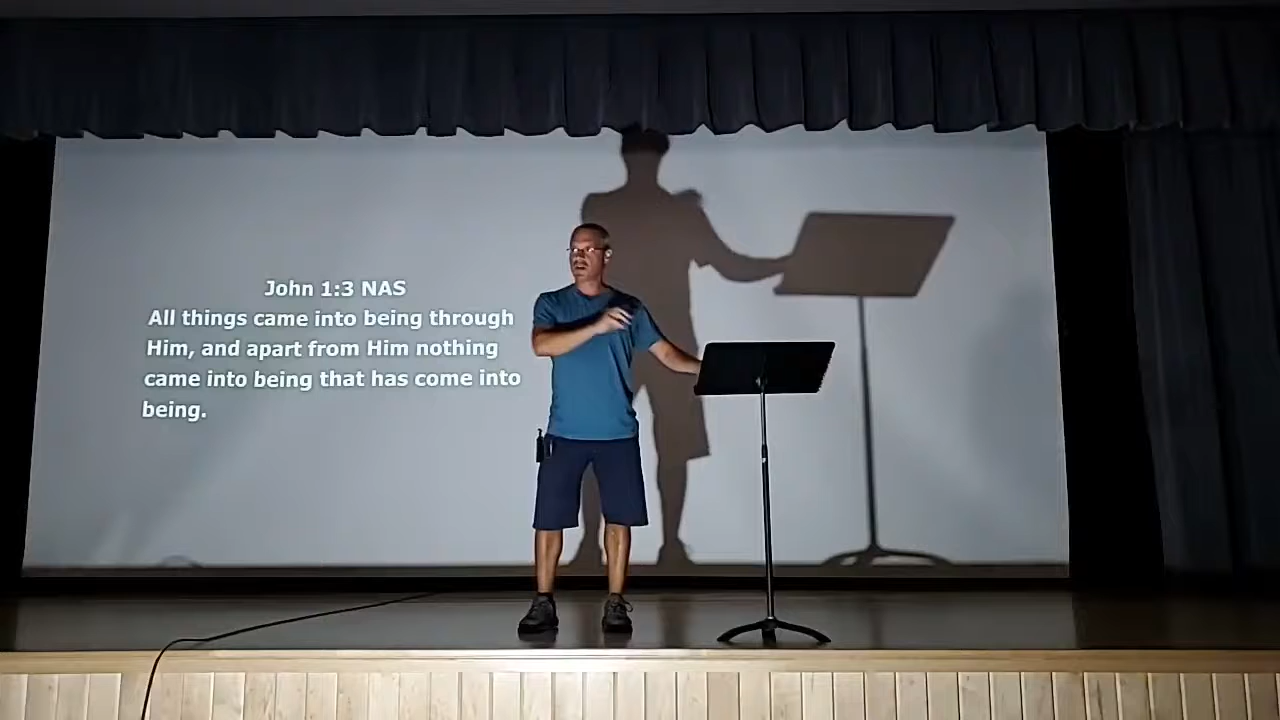 John 1:3 NAS
All things came into being through
Him, and apart from Him nothing
came into being that has come into
being.